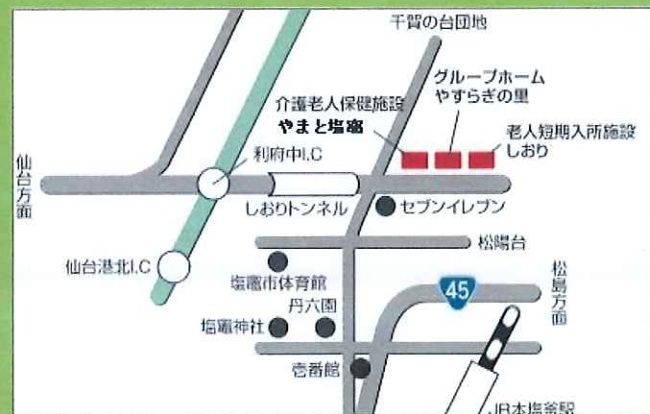 千賀の台団地
グループホーム
やすらぎの里
介護老人保健施設
やまと塩竈
老人短期入所施設
しおり
利府中I.C
仙台方面
しおりトンネル
セブンイレブン
松陽台
仙台港北I.C
塩竈市体育館
松島方面
45
丹六園
塩竈神社
壱番館
JR本塩釜駅